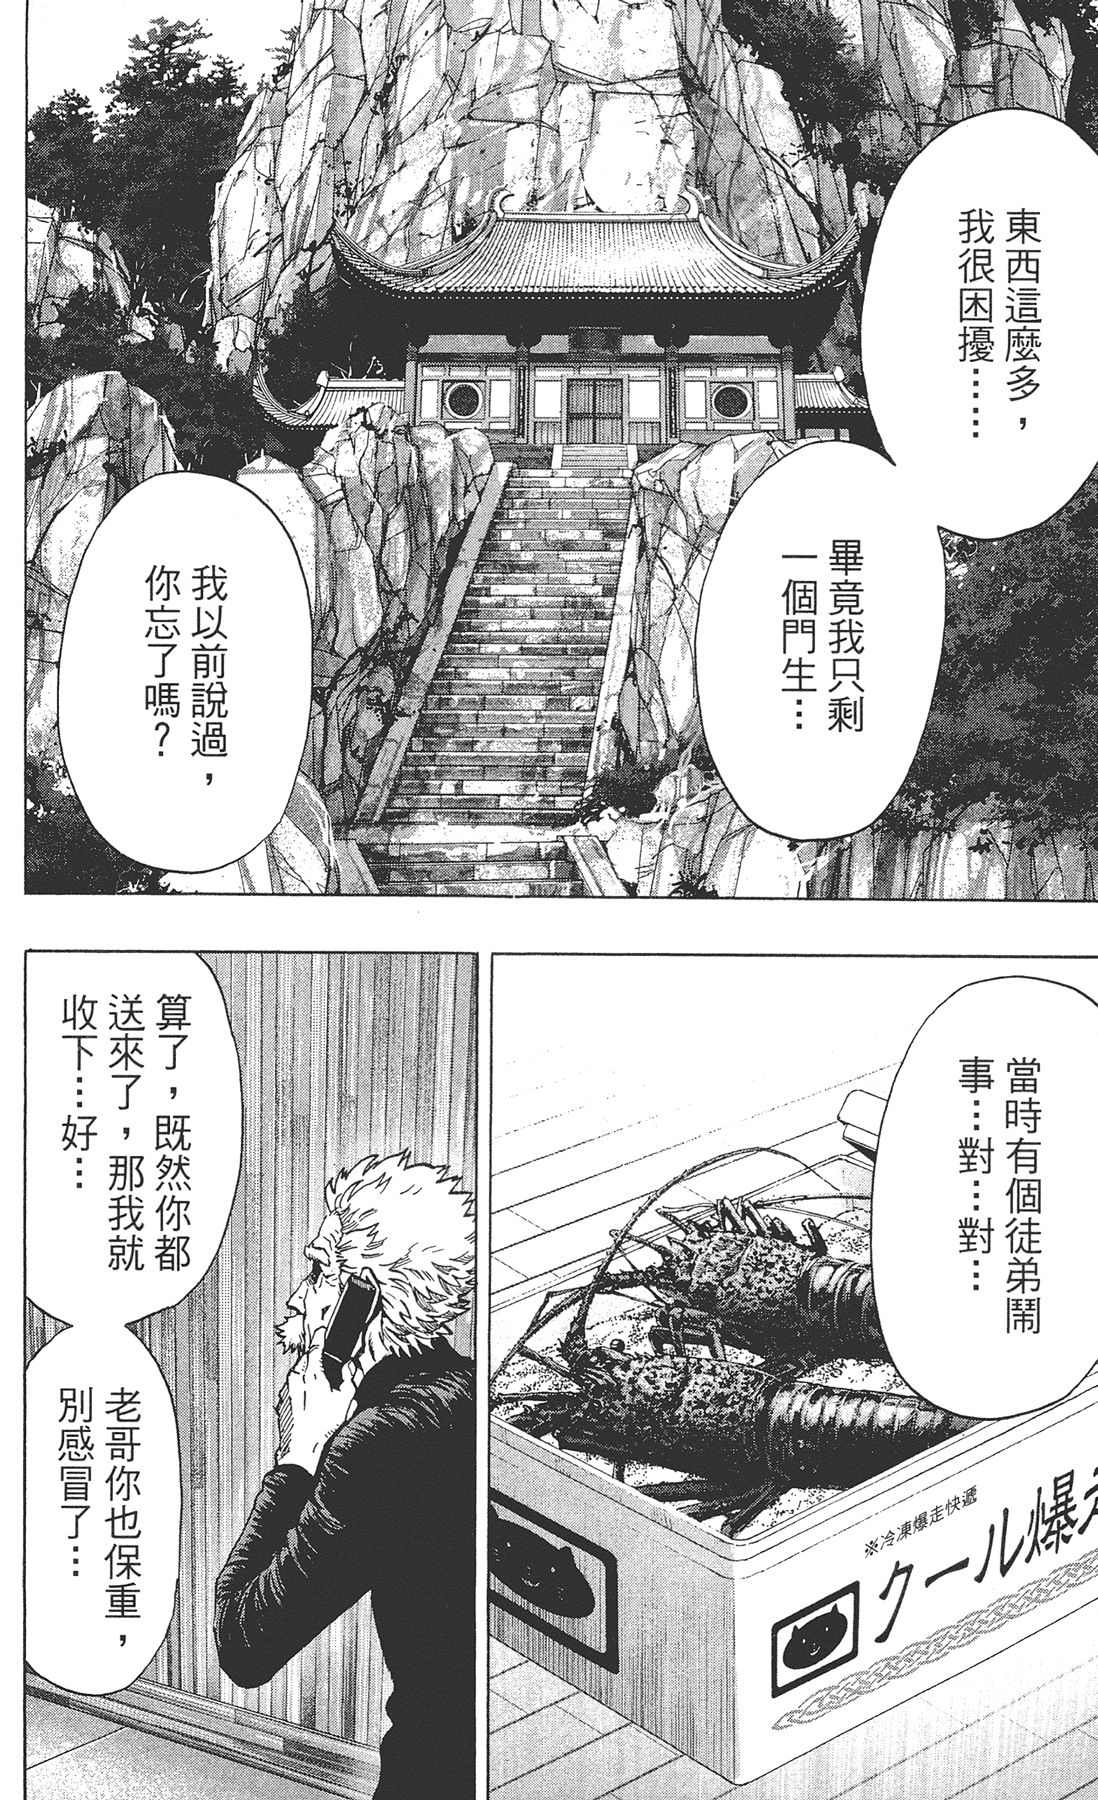 東西這麼多，
我很困擾……
畢竟我只剩
一個門生…
我以前說過，
你忘了嗎？
當時有個徒弟鬧
事…對…對…
※冷凍爆走快遞
クール爆走
算了，既然你都
送來了，那我就
收下…好…
老哥你也保重，
別感冒了…